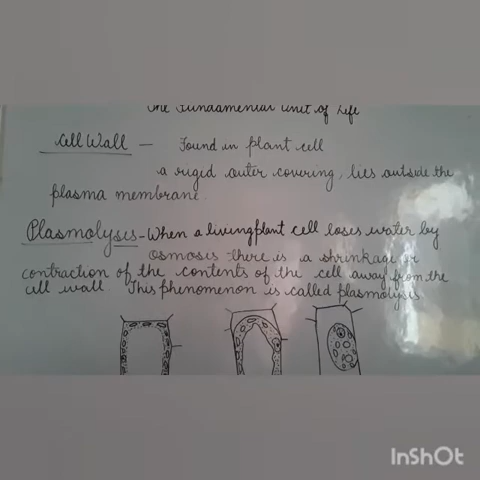 The Fundamental Unit of Life
Cell Wall — Found in plant cell
a rigid outer covering, lies outside the
plasma membrane.
Plasmolysis - When a living plant cell loses water by
osmosis there is a shrinkage or
contraction of the contents of the cell away from the
cell wall This phenomenon is called plasmolysis
InShOt